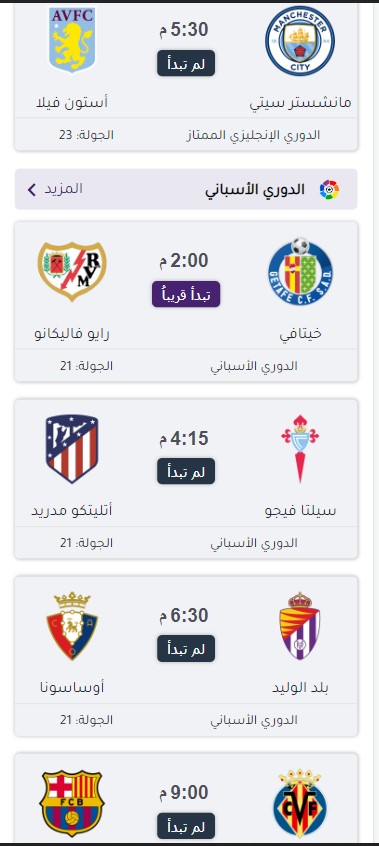 AVFC
MANCHESTER
CITY
5:30 م
لم تبدأ
مانشستر سيتي
أستون فيلا
الدوري الإنجليزي الممتاز
الجولة: 23
الدوري الأسباني
المزيد
2:00 م
تبدأ قريباً
GETAFE C.F. S.A.D.
خيتافي
رايو فاليكانو
الدوري الأسباني
الجولة: 21
4:15 م
لم تبدأ
سيلتا فيجو
أتليتكو مدريد
الدوري الأسباني
الجولة: 21
6:30 م
لم تبدأ
بلد الوليد
أوساسونا
الدوري الأسباني
الجولة: 21
9:00 م
لم تبدأ
FCB